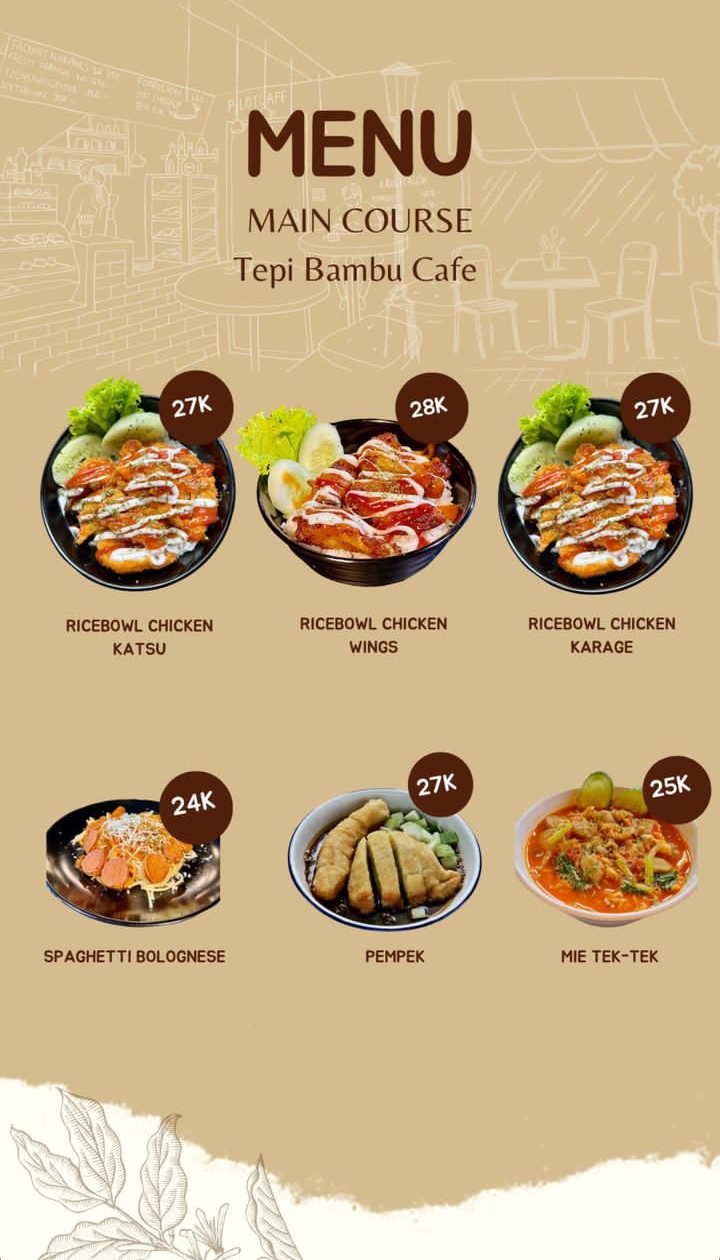 PILOTCAFE
MENU
MAIN COURSE
Tepi Bambu Cafe
27K
28K
27K
RICEBOWL CHICKEN
KATSU
RICEBOWL CHICKEN
WINGS
RICEBOWL CHICKEN
KARAGE
24K
27K
25K
SPAGHETTI BOLOGNESE
PEMPEK
MIE TEK-TEK